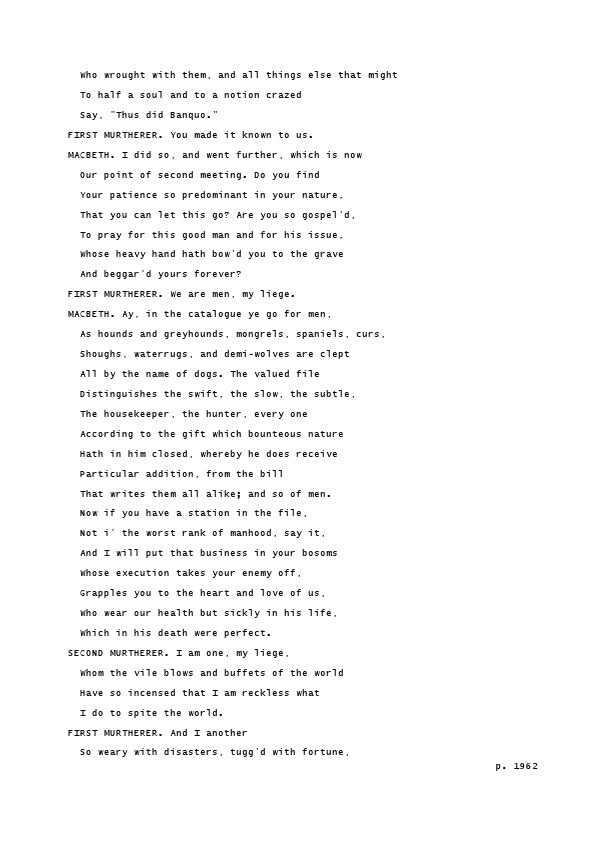 Who wrought with them, and all things else that might
To half a soul and to a notion crazed
Say, "Thus did Banquo."
FIRST MURTHERER. You made it known to us.
MACBETH. I did so, and went further, which is now
Our point of second meeting. Do you find
Your patience so predominant in your nature,
That you can let this go? Are you so gospel'd,
To pray for this good man and for his issue,
Whose heavy hand hath bow'd you to the grave
And beggar'd yours forever?
FIRST MURTHERER. We are men, my liege.
MACBETH. Ay, in the catalogue ye go for men,
As hounds and greyhounds, mongrels, spaniels, curs,
Shoughs, waterrugs, and demi-wolves are clept
All by the name of dogs. The valued file
Distinguishes the swift, the slow, the subtle,
The housekeeper, the hunter, every one
According to the gift which bounteous nature
Hath in him closed, whereby he does receive
Particular addition, from the bill
That writes them all alike; and so of men.
Now if you have a station in the file,
Not i' the worst rank of manhood, say it,
And I will put that business in your bosoms
Whose execution takes your enemy off,
Grapples you to the heart and love of us,
Who wear our health but sickly in his life,
Which in his death were perfect.
SECOND MURTHERER. I am one, my liege,
Whom the vile blows and buffets of the world
Have so incensed that I am reckless what
I do to spite the world.
FIRST MURTHERER. And I another
So weary with disasters, tugg'd with fortune,
p. 1962